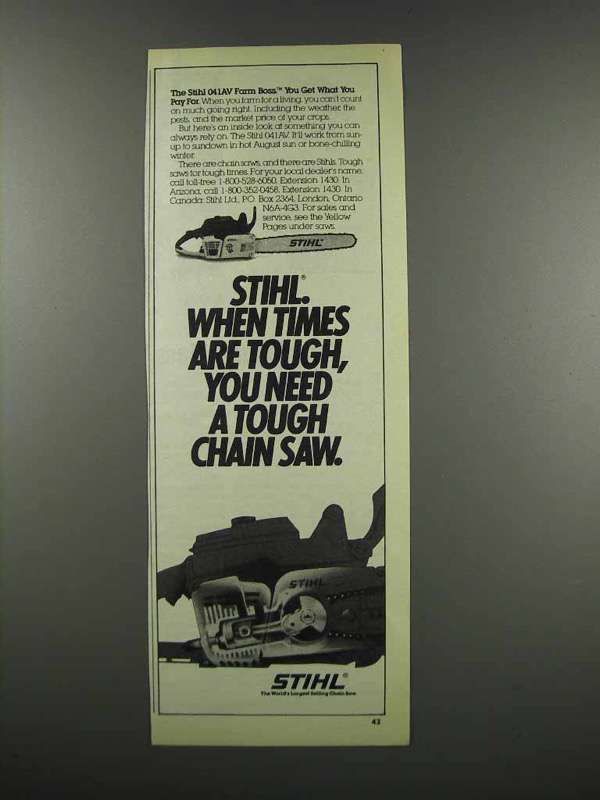 The Stihl 041AV Farm Boss.™ You Get What You
Pay For. When you farm for a living, you can't count
on much going right. Including the weather, the
pests, and the market price of your crops.
But here's an inside look at something you can
always rely on. The Stihl 041AV. It'll work from sun-
up to sundown in hot August sun or bone-chilling
winter.
There are chain saws, and there are Stihls. Tough
saws for tough times. For your local dealer's name,
call toll-free 1-800-528-6050, Extension 1430. In
Arizona, call 1-800-352-0458, Extension 1430. In
Canada: Stihl Ltd., P.O. Box 2364, London, Ontario
N6A-4G3. For sales and
service, see the Yellow
Pages under saws.
STIHL
STIHL.®
WHEN TIMES
ARE TOUGH,
YOU NEED
A TOUGH
CHAIN SAW.
STIHL
STIHL®
The World's Largest Selling Chain Saw.
43